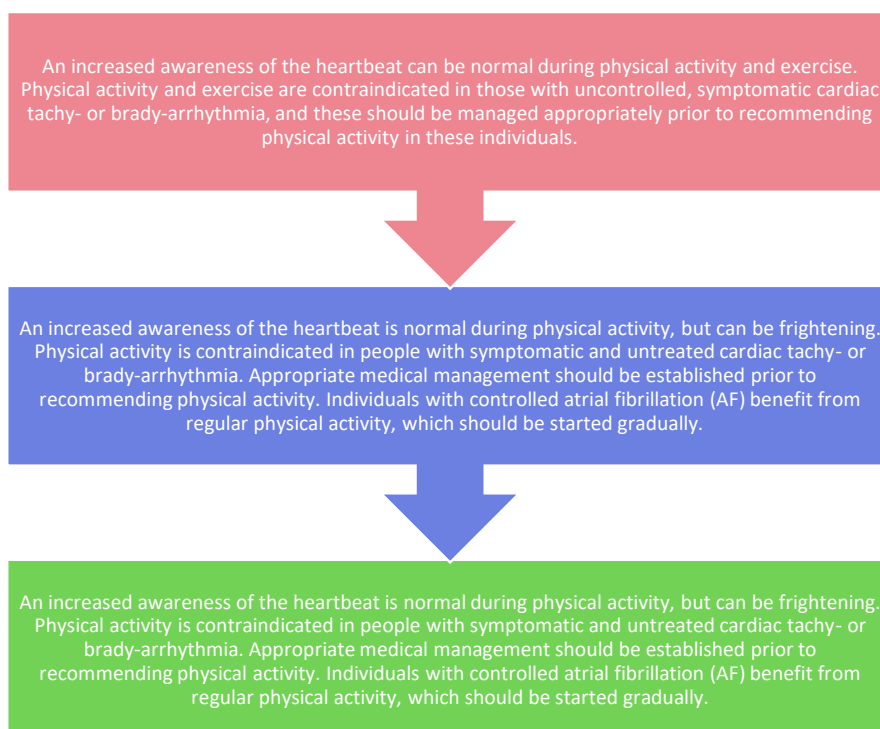 An increased awareness of the heartbeat can be normal during physical activity and exercise.
Physical activity and exercise are contraindicated in those with uncontrolled, symptomatic cardiac
tachy- or brady-arrhythmia, and these should be managed appropriately prior to recommending
physical activity in these individuals.
An increased awareness of the heartbeat is normal during physical activity, but can be frightening.
Physical activity is contraindicated in people with symptomatic and untreated cardiac tachy- or
brady-arrhythmia. Appropriate medical management should be established prior to
recommending physical activity. Individuals with controlled atrial fibrillation (AF) benefit from
regular physical activity, which should be started gradually.
An increased awareness of the heartbeat is normal during physical activity, but can be frightening.
Physical activity is contraindicated in people with symptomatic and untreated cardiac tachy- or
brady-arrhythmia. Appropriate medical management should be established prior to
recommending physical activity. Individuals with controlled atrial fibrillation (AF) benefit from
regular physical activity, which should be started gradually.